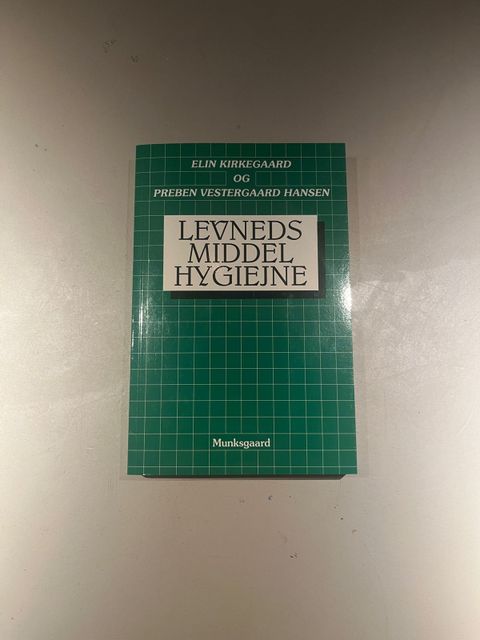 ELIN KIRKEGAARD
OG
PREBEN VESTERGAARD HANSEN
LEVNEDS
MIDDEL
HYGIEJNE
Munksgaard